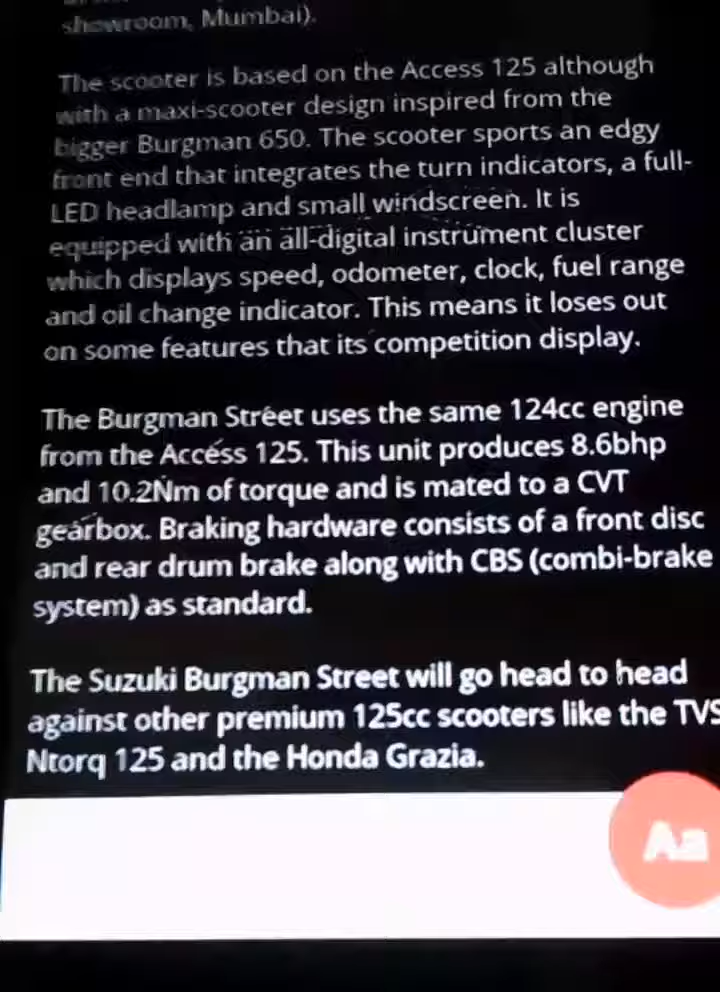 showroom, Mumbai).
The scooter is based on the Access 125 although
with a maxi-scooter design inspired from the
bigger Burgman 650. The scooter sports an edgy
front end that integrates the turn indicators, a full-
LED headlamp and small windscreen. It is
equipped with an all-digital instrument cluster
which displays speed, odometer, clock, fuel range
and oil change indicator. This means it loses out
on some features that its competition display.
The Burgman Street uses the same 124cc engine
from the Access 125. This unit produces 8.6bhp
and 10.2Nm of torque and is mated to a CVT
gearbox. Braking hardware consists of a front disc
and rear drum brake along with CBS (combi-brake
system) as standard.
The Suzuki Burgman Street will go head to head
against other premium 125cc scooters like the TVS
Ntorq 125 and the Honda Grazia.
Aa